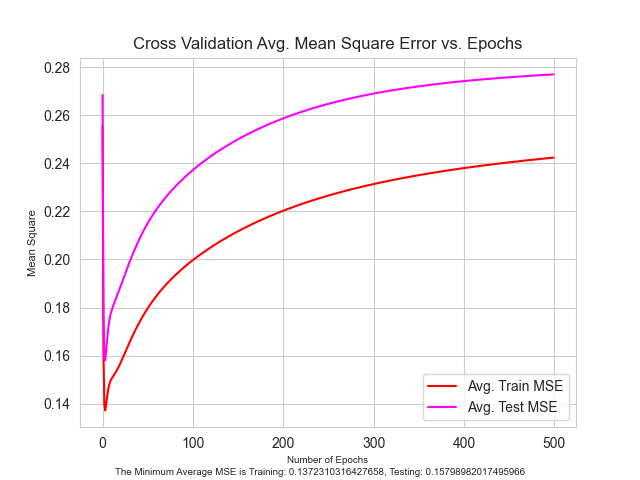 Cross Validation Avg. Mean Square Error vs. Epochs
0.28
0.26
0.24
0.22
0.20
0.18
0.16
0.14
Mean Square
Avg. Train MSE
Avg. Test MSE
0 100 200 300 400 500
Number of Epochs
The Minimum Average MSE is Training: 0.1372310316427658, Testing: 0.15798982017495966